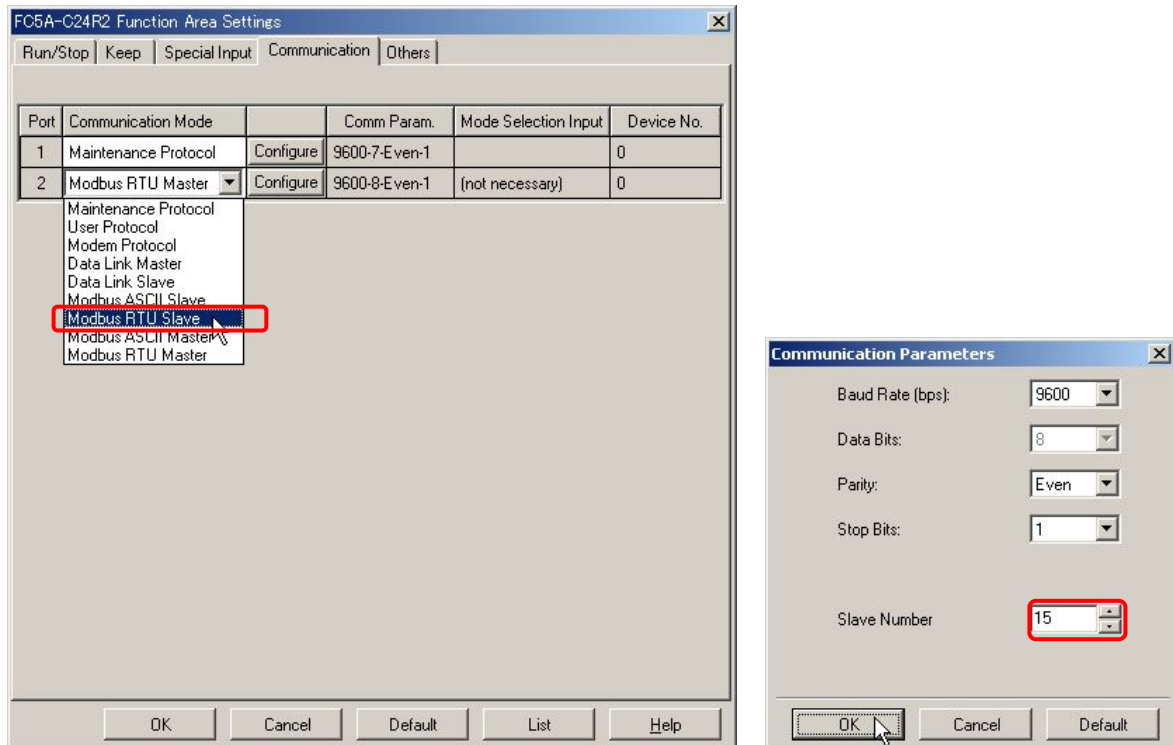 FC5A-C24R2 Function Area Settings
Run/Stop Keep Special Input Communication Others
Port Communication Mode Comm Param. Mode Selection Input Device No.
1 Maintenance Protocol Configure 9600-7-Even-1 0
2 Modbus RTU Master Configure 9600-8-Even-1 (not necessary) 0
Maintenance Protocol
User Protocol
Modem Protocol
Data Link Master
Data Link Slave
Modbus ASCII Slave
Modbus RTU Slave
Modbus ASCII Master
Modbus RTU Master
OK Cancel Default List Help
Communication Parameters
Baud Rate (bps): 9600
Data Bits: 8
Parity: Even
Stop Bits: 1
Slave Number 15
OK Cancel Default